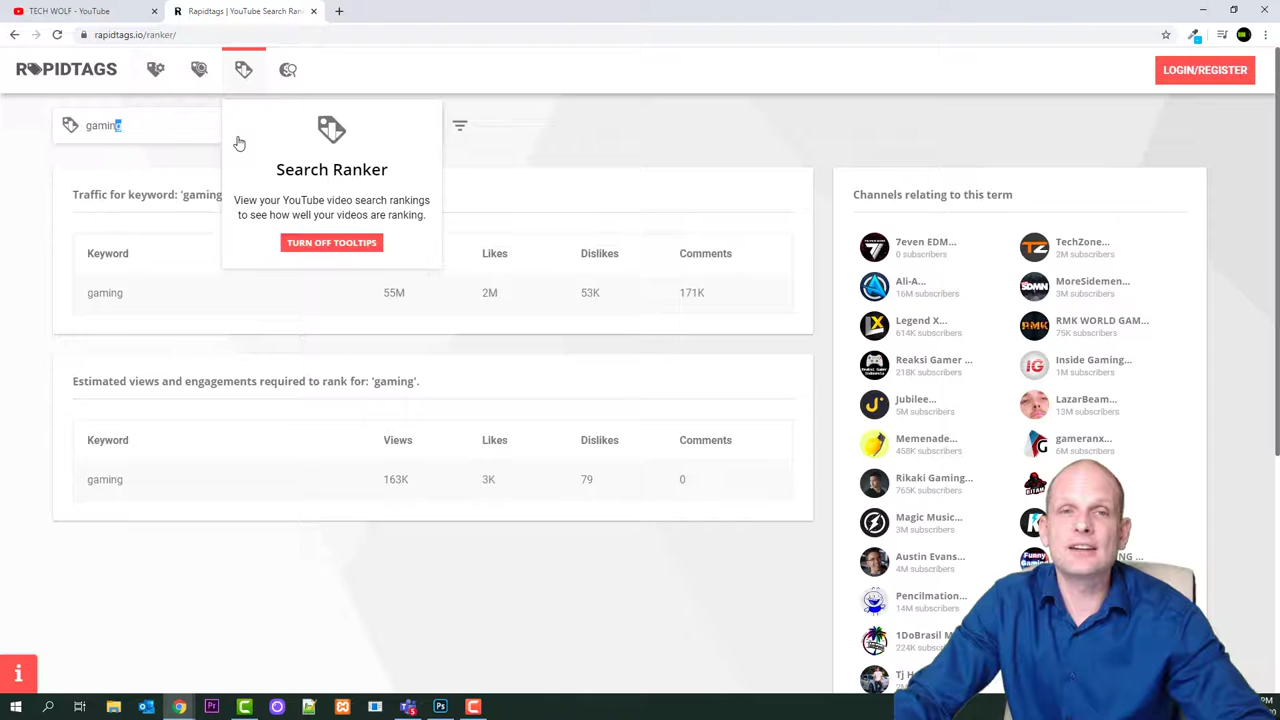 TECH WOLF - YouTube
Rapidtags | YouTube Search Ran
rapidtags.io/ranker/
RAPIDTAGS
LOGIN/REGISTER
gaming
Search Ranker
View your YouTube video search rankings
to see how well your videos are ranking.
TURN OFF TOOLTIPS
Traffic for keyword: 'gaming
Keyword Likes Dislikes Comments
gaming 55M 2M 53K 171K
Estimated views and engagements required to rank for: 'gaming'.
Keyword Views Likes Dislikes Comments
gaming 163K 3K 79 0
Channels relating to this term
7even EDM...
0 subscribers
TechZone...
2M subscribers
Ali-A...
16M subscribers
MoreSidemen...
3M subscribers
Legend X...
614K subscribers
RMK WORLD GAM...
75K subscribers
Reaksi Gamer ...
218K subscribers
Inside Gaming...
1M subscribers
Jubilee...
5M subscribers
LazarBeam...
13M subscribers
Memenade...
458K subscribers
gameranx...
6M subscribers
Rikaki Gaming...
765K subscribers
Magic Music...
3M subscribers
Austin Evans...
4M subscribers
NG ...
Pencilmation...
14M subscribers
1DoBrasil M
224K subscribers
Tj H
PM